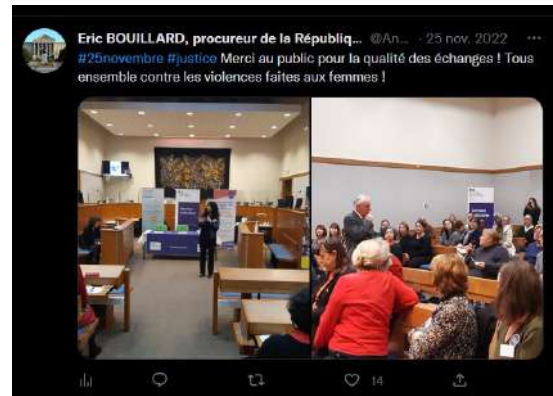 Eric BOUILLARD, procureur de la Républiq... @An... · 25 nov. 2022
#25novembre #justice Merci au public pour la qualité des échanges ! Tous
ensemble contre les violences faites aux femmes !
14